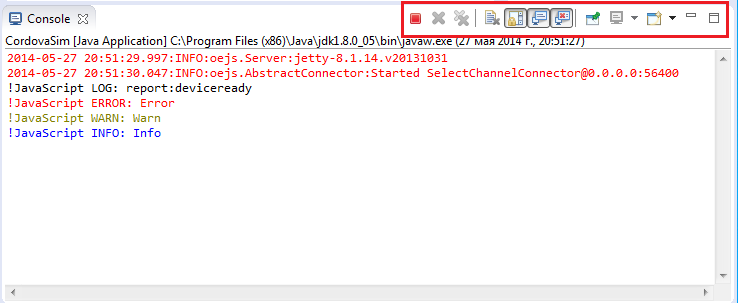 Console
CordovaSim [Java Application] C:\Program Files (x86)\Java\jdk1.8.0_05\bin\javaw.exe (27 мая 2014 г., 20:51:27)
2014-05-27 20:51:29.997:INFO:oejs.Server:jetty-8.1.14.v20131031
2014-05-27 20:51:30.047:INFO:oejs.AbstractConnector:Started SelectChannelConnector@0.0.0.0:56400
!JavaScript LOG: report:deviceready
!JavaScript ERROR: Error
!JavaScript WARN: Warn
!JavaScript INFO: Info